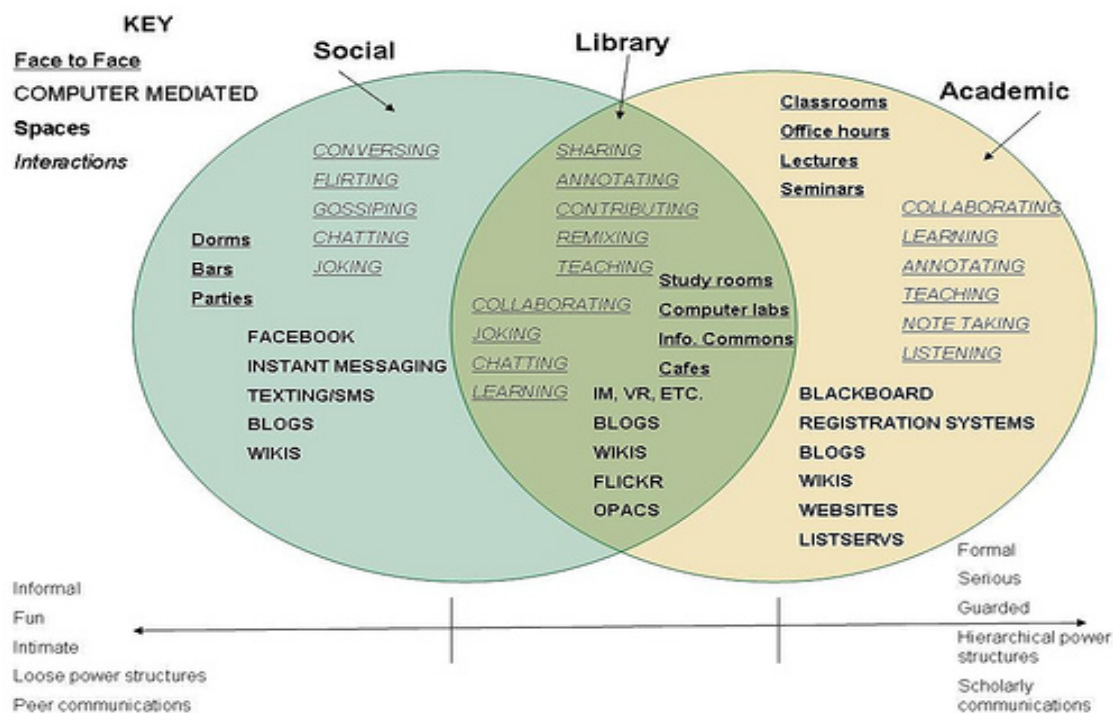 KEY
Face to Face
COMPUTER MEDIATED
Spaces
Interactions
Social
Library
Academic
CONVERSING
FLIRTING
GOSSIPING
CHATTING
JOKING
Dorms
Bars
Parties
FACEBOOK
INSTANT MESSAGING
TEXTING/SMS
BLOGS
WIKIS
SHARING
ANNOTATING
CONTRIBUTING
REMIXING
TEACHING
COLLABORATING
JOKING
CHATTING
LEARNING
Study rooms
Computer labs
Info. Commons
Cafes
IM, VR, ETC.
BLOGS
WIKIS
FLICKR
OPACS
Classrooms
Office hours
Lectures
Seminars
COLLABORATING
LEARNING
ANNOTATING
TEACHING
NOTE TAKING
LISTENING
BLACKBOARD
REGISTRATION SYSTEMS
BLOGS
WIKIS
WEBSITES
LISTSERVS
Informal
Fun
Intimate
Loose power structures
Peer communications
Formal
Serious
Guarded
Hierarchical power
structures
Scholarly
communications